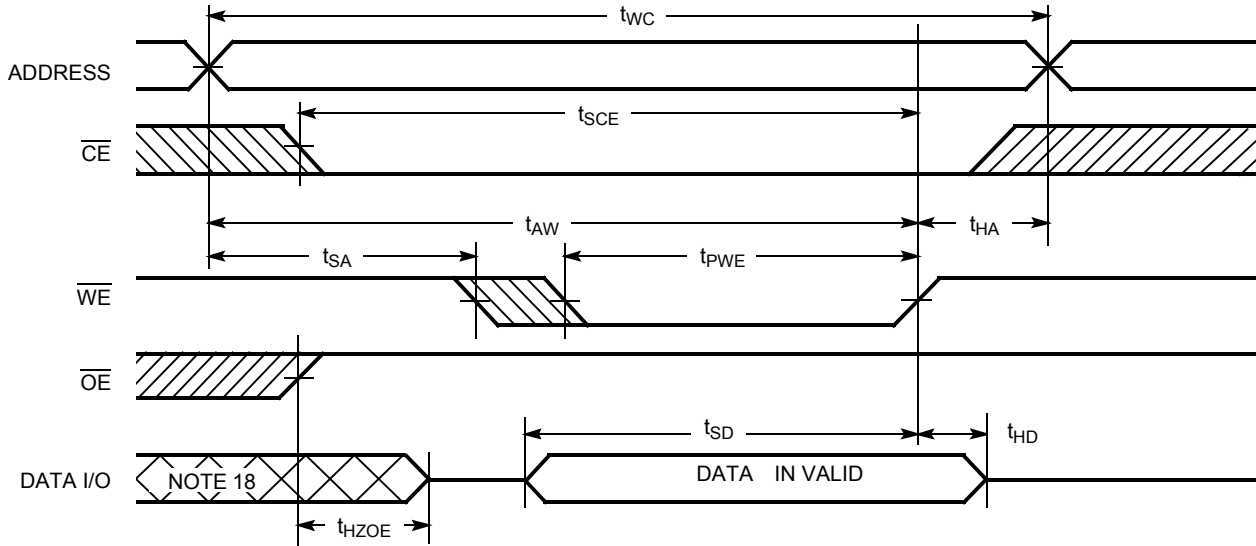 tWC
ADDRESS
tSCE
CE
tAW
tHA
tSA
tPWE
WE
OE
tSD
tHD
DATA I/O
NOTE 18
DATA IN VALID
tHZOE